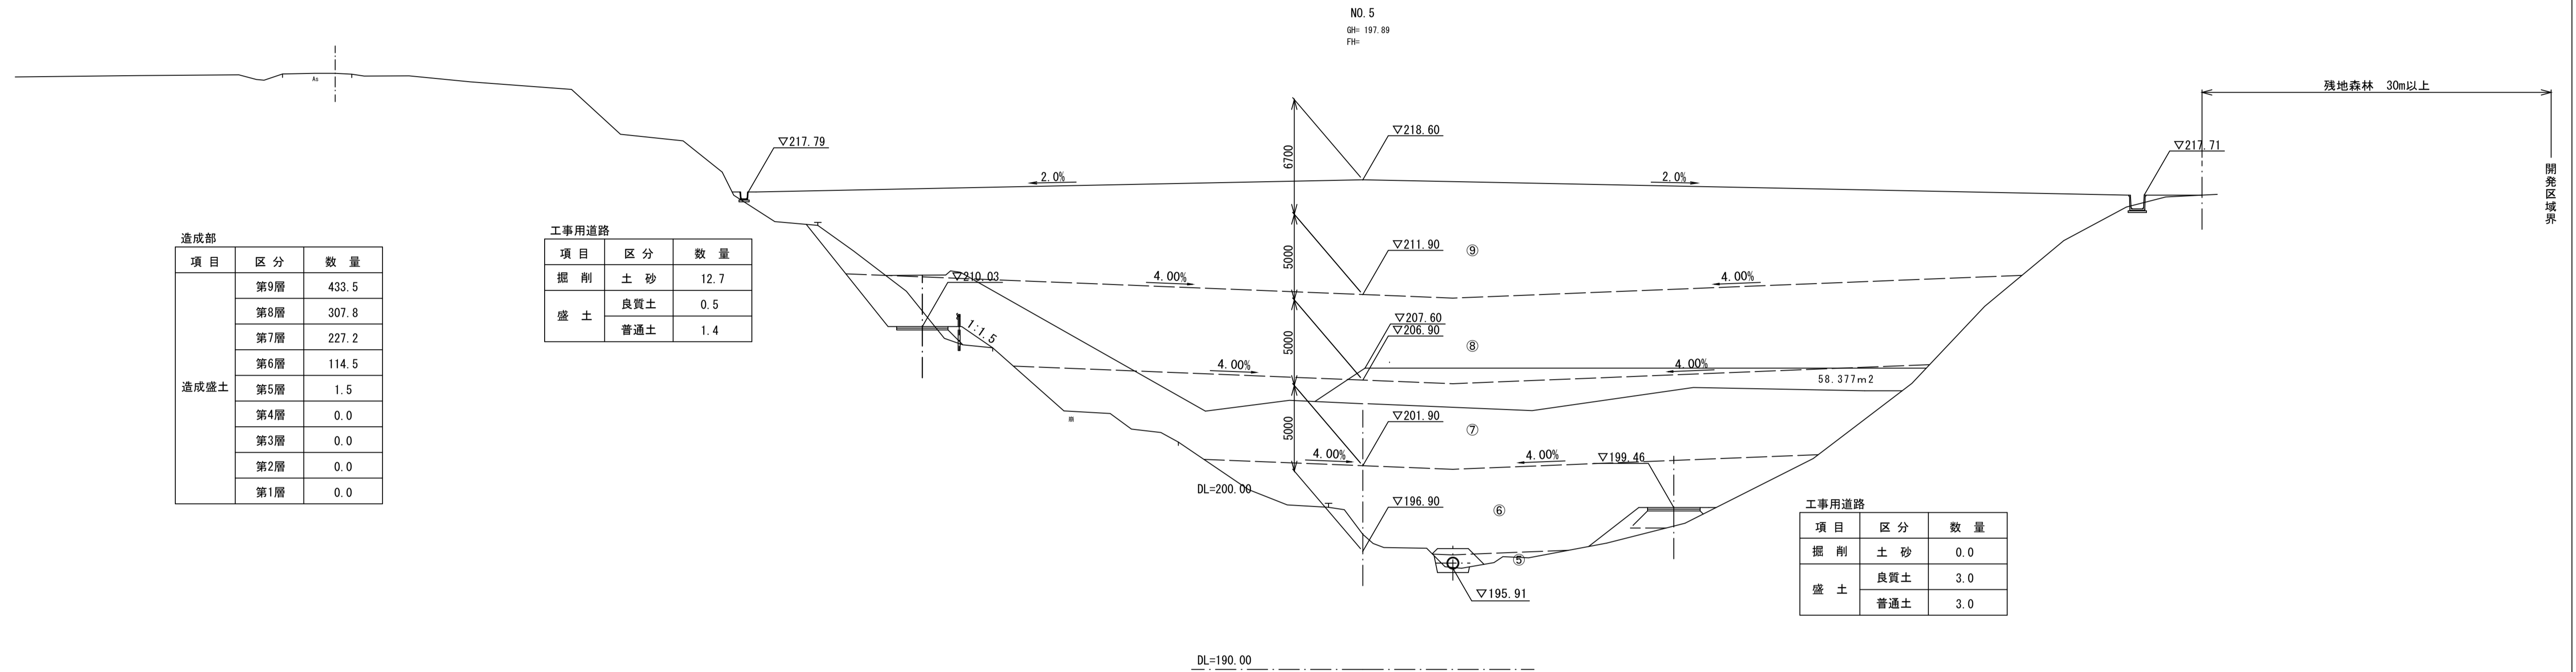 NO.5
GH= 197.89
FH=
As
残地森林 30m以上
開発区域界
▽218.60
▽217.79
▽217.71
6700
2.0%
2.0%
造成部
項 目 区 分 数 量
造成盛土
第9層 433.5
第8層 307.8
第7層 227.2
第6層 114.5
第5層 1.5
第4層 0.0
第3層 0.0
第2層 0.0
第1層 0.0
工事用道路
項 目 区 分 数 量
掘 削 土 砂 12.7
盛 土 良質土 0.5
普通土 1.4
▽211.90
⑨
5000
▽210.03
4.00%
4.00%
1:1.5
▽207.60
▽206.90
5000
⑧
4.00%
4.00%
58.377m2
▽201.90
5000
⑦
4.00%
4.00%
▽199.46
DL=200.00
▽196.90
⑥
⑤
▽195.91
工事用道路
項 目 区 分 数 量
掘 削 土 砂 0.0
盛 土 良質土 3.0
普通土 3.0
DL=190.00